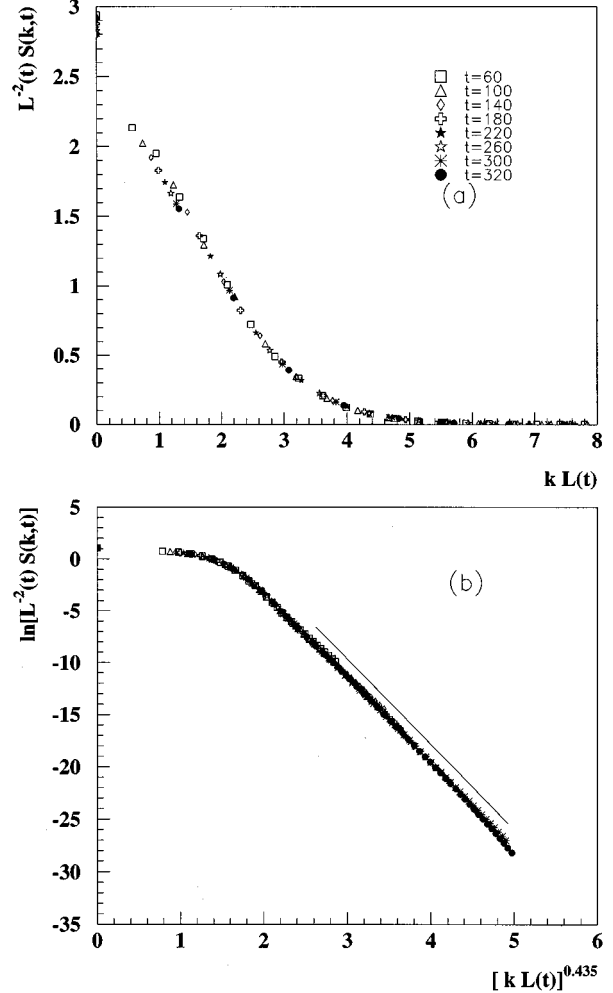 L⁻²(t) S(k,t)
3
2.5
2
1.5
1
0.5
0
t=60
t=100
t=140
t=180
t=220
t=260
t=300
t=320
(a)
0 1 2 3 4 5 6 7 8
k L(t)
ln[L⁻²(t) S(k,t)]
5
0
-5
-10
-15
-20
-25
-30
-35
(b)
0 1 2 3 4 5 6
[ k L(t)]^0.435